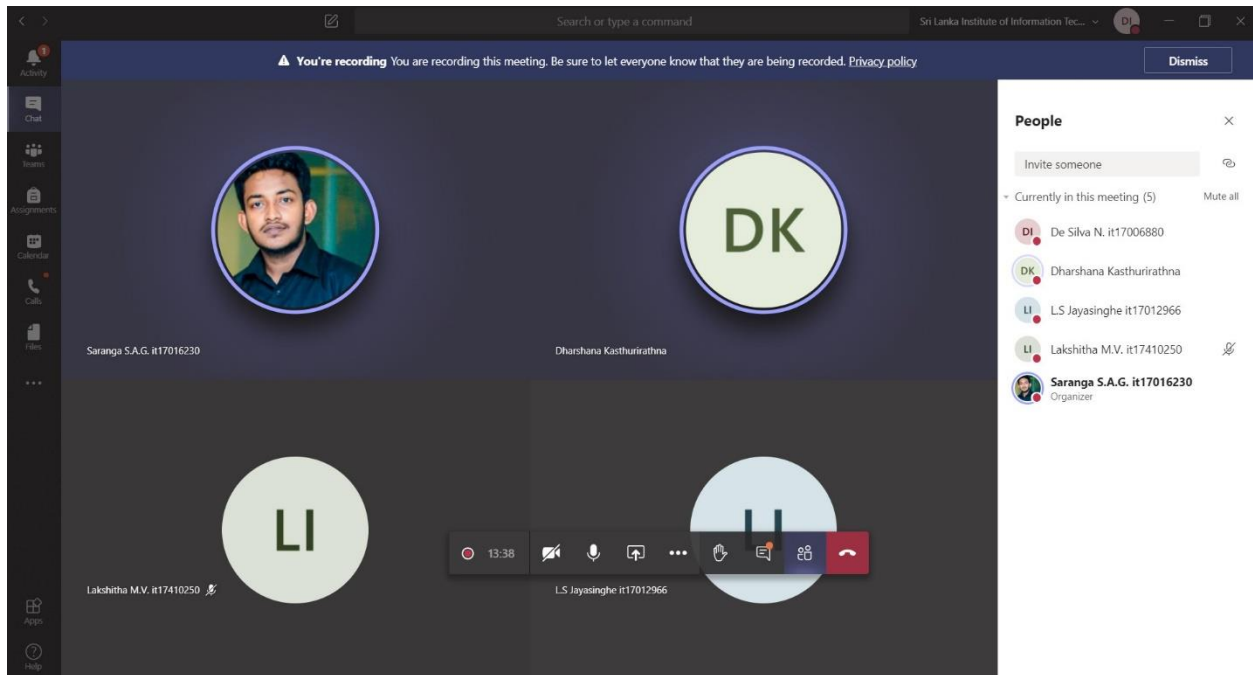 Search or type a command
Sri Lanka Institute of Information Tec...
DI
You're recording You are recording this meeting. Be sure to let everyone know that they are being recorded. Privacy policy
Dismiss
1
Activity
Chat
Teams
Assignments
Calendar
Calls
Files
Apps
Help
DK
Saranga S.A.G. it17016230
Dharshana Kasthurirathna
LI
LI
13:38
Lakshitha M.V. it17410250
L.S Jayasinghe it17012966
People
Invite someone
Currently in this meeting (5)
Mute all
DI De Silva N. it17006880
DK Dharshana Kasthurirathna
LI L.S Jayasinghe it17012966
LI Lakshitha M.V. it17410250
Saranga S.A.G. it17016230
Organizer